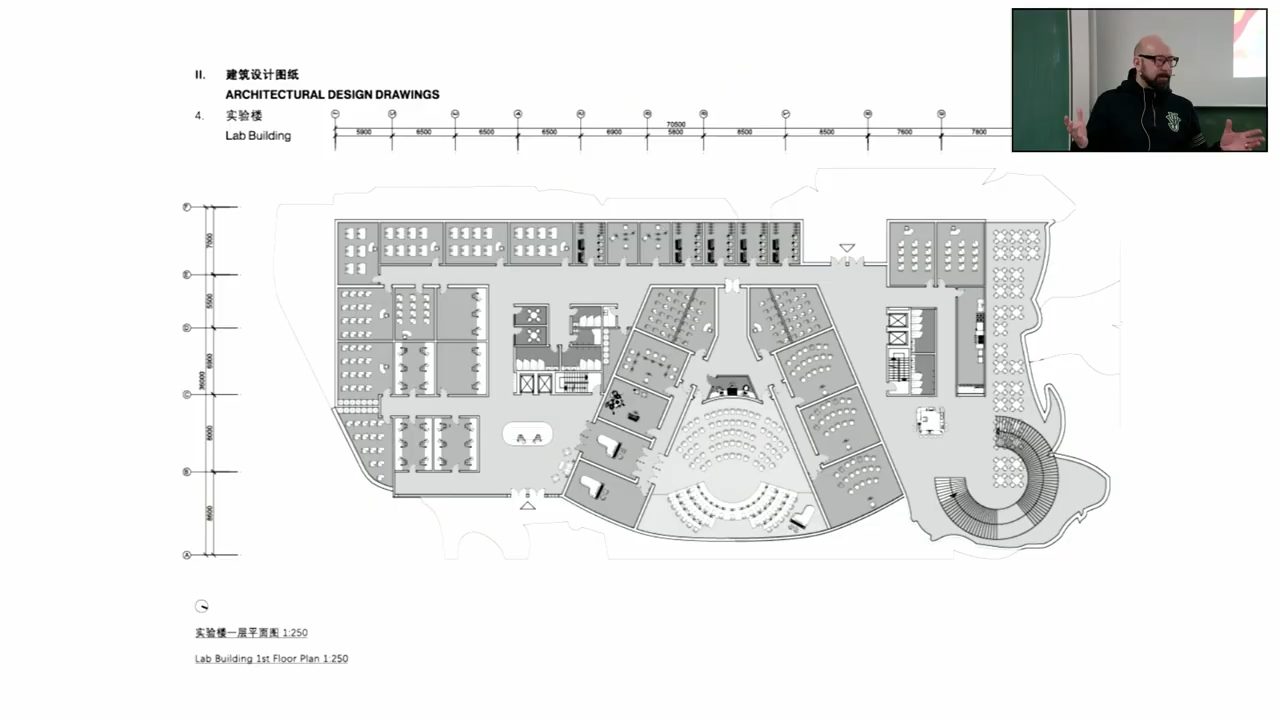 II. 建筑设计图纸
ARCHITECTURAL DESIGN DRAWINGS
4. 实验楼
Lab Building
70500
5900 6500 6500 6500 6900 5800 8500 8500 7600 7800
F
7900
E
5500
D
6900
36000
C
8000
B
8600
A
实验楼一层平面图 1:250
Lab Building 1st Floor Plan 1:250